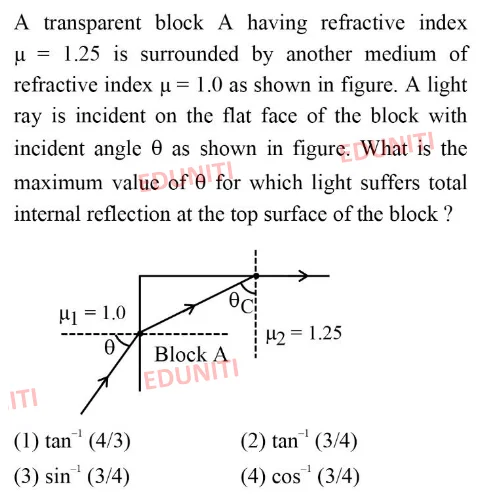 A transparent block A having refractive index
μ = 1.25 is surrounded by another medium of
refractive index μ = 1.0 as shown in figure. A light
ray is incident on the flat face of the block with
incident angle θ as shown in figure. What is the
EDUNITI
maximum value of θ for which light suffers total
EDUNITI
internal reflection at the top surface of the block ?
θC
μ1 = 1.0
μ2 = 1.25
θ
Block A
EDUNITI
ITI
(1) tan⁻¹ (4/3) (2) tan⁻¹ (3/4)
(3) sin⁻¹ (3/4) (4) cos⁻¹ (3/4)